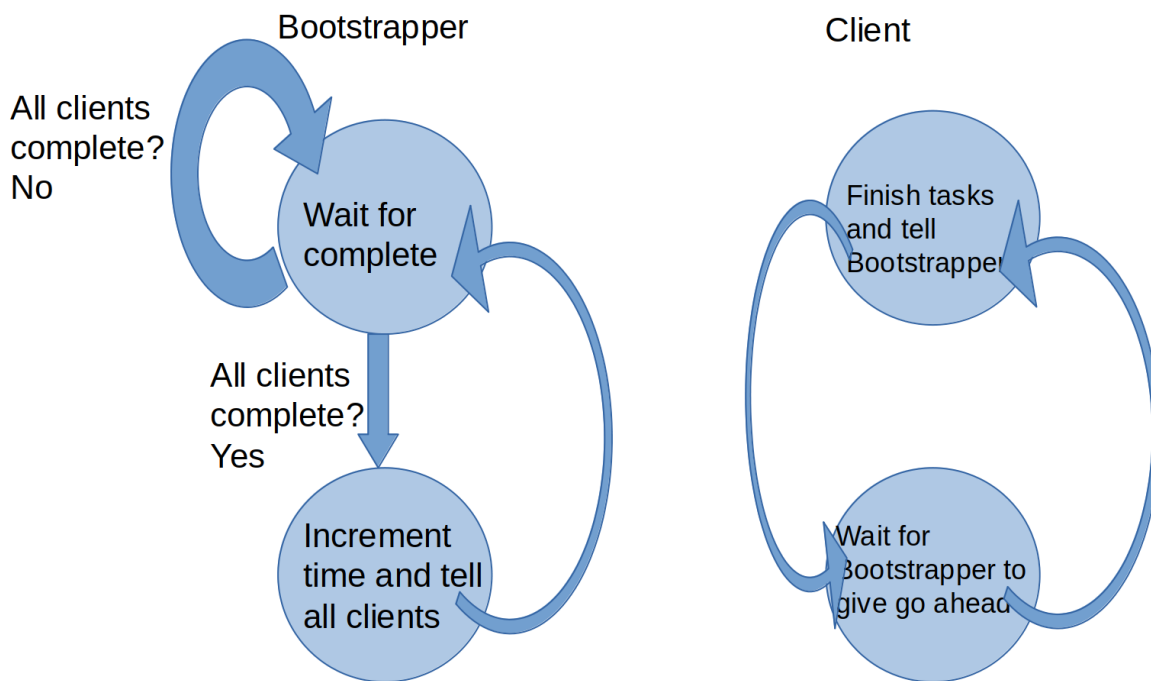 Bootstrapper
All clients
complete?
No
Wait for
complete
All clients
complete?
Yes
Increment
time and tell
all clients
Client
Finish tasks
and tell
Bootstrapper
Wait for
Bootstrapper to
give go ahead